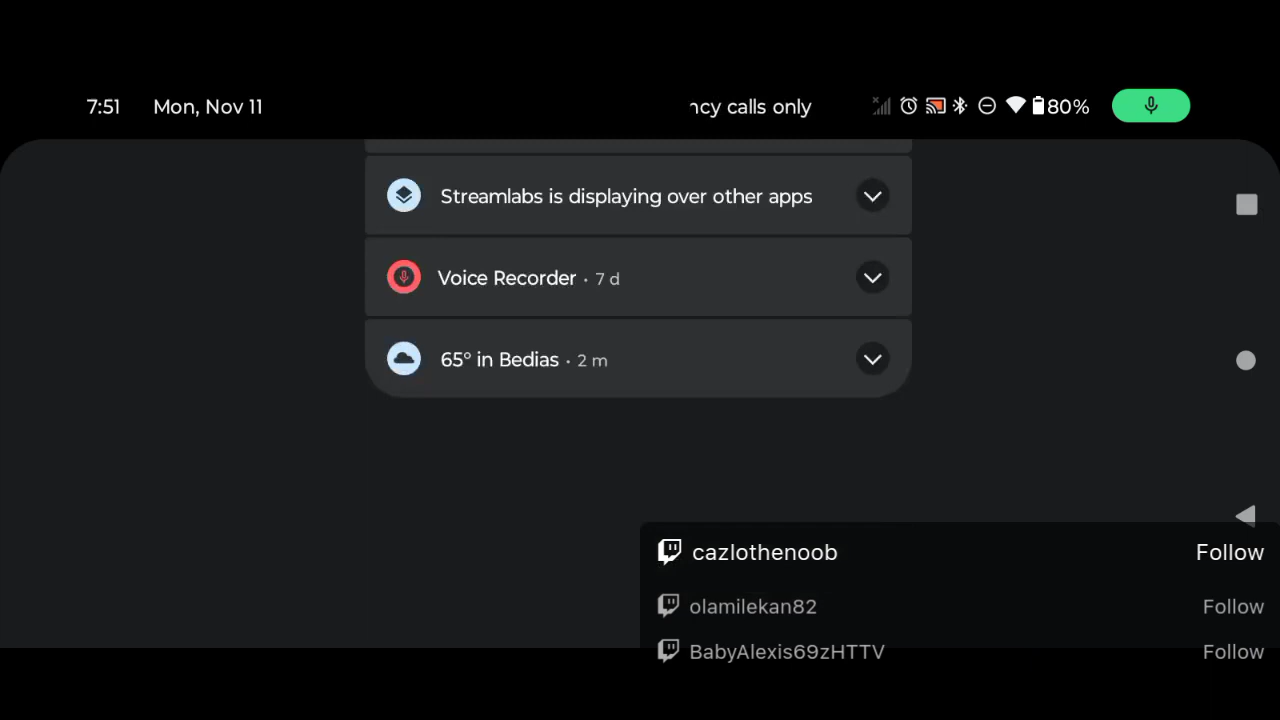 7:51 Mon, Nov 11 calls only 80%
Streamlabs is displaying over other apps
Voice Recorder · 7 d
65° in Bedias · 2 m
cazlothenoob Follow
olamilekan82 Follow
BabyAlexis69zHTTV Follow